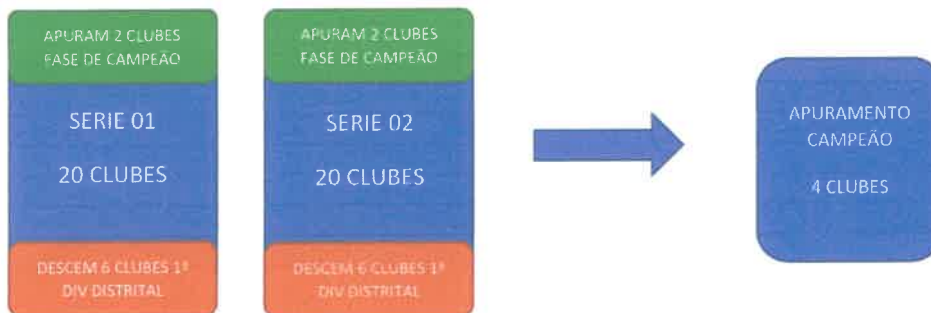 APURAM 2 CLUBES
FASE DE CAMPEÃO
SERIE 01
20 CLUBES
DESCEM 6 CLUBES 1ª
DIV DISTRITAL
APURAM 2 CLUBES
FASE DE CAMPEÃO
SERIE 02
20 CLUBES
DESCEM 6 CLUBES 1ª
DIV DISTRITAL
APURAMENTO
CAMPEÃO
4 CLUBES